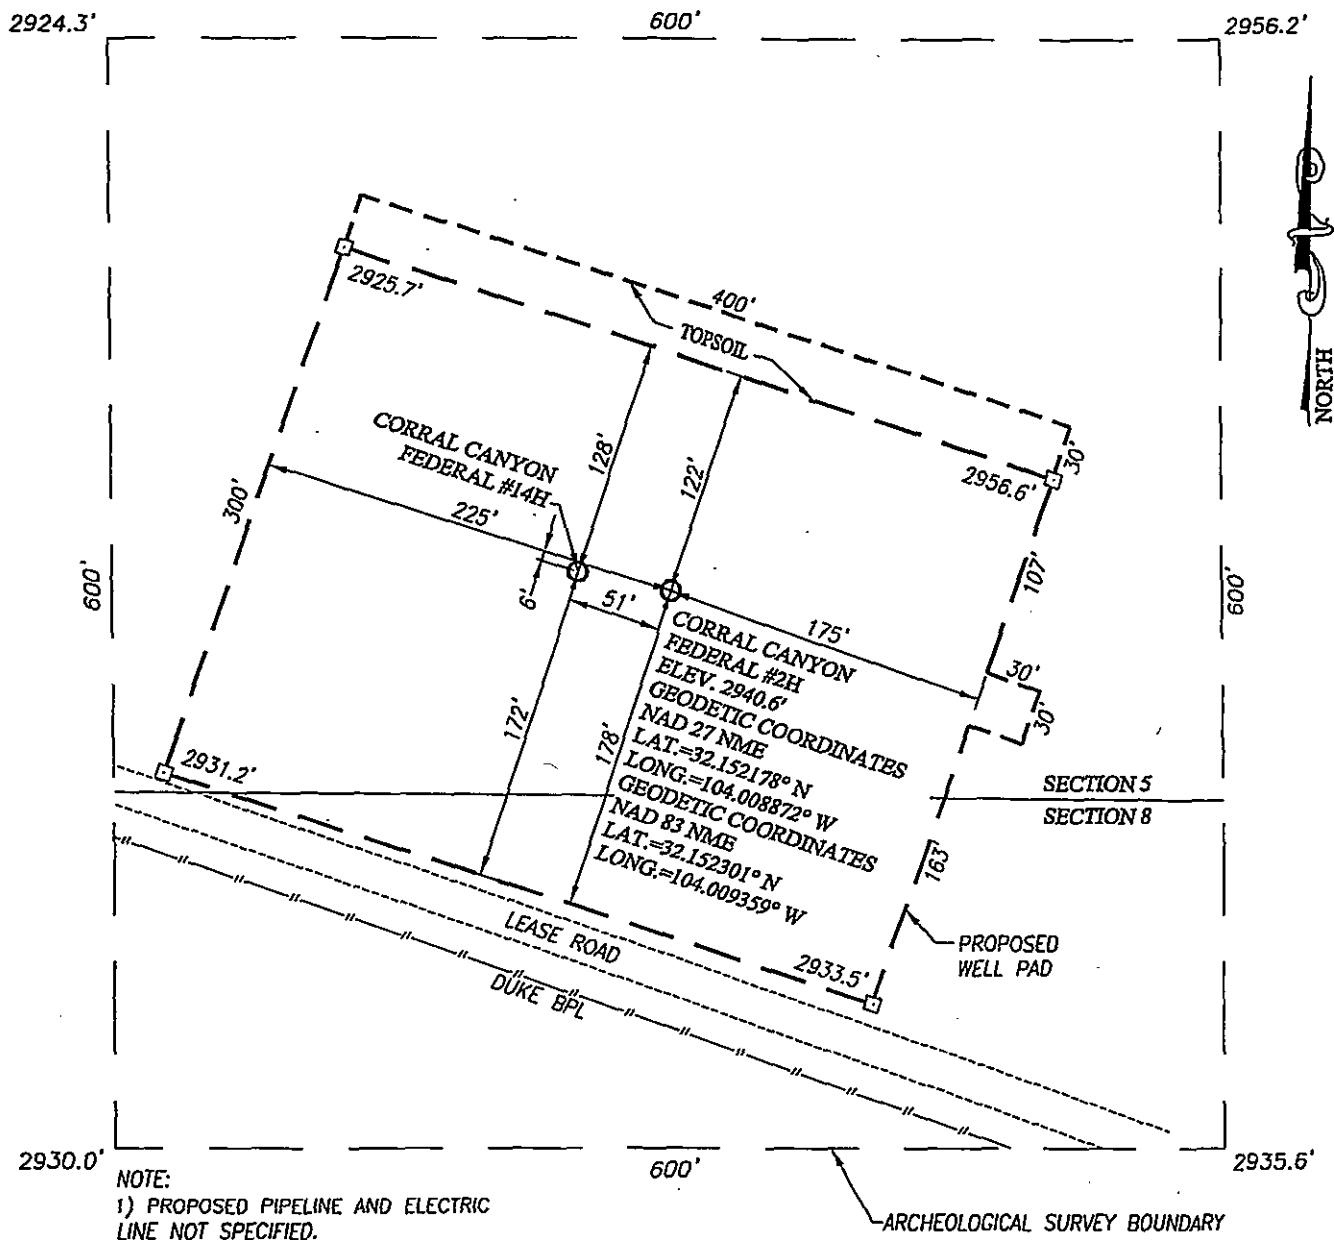 2924.3'
600'
2956.2'
NORTH
2925.7'
400'
TOPSOIL
30'
2956.6'
CORRAL CANYON
FEDERAL #14H
128'
122'
300'
225'
107'
600'
600'
6'
51'
175'
30'
30'
CORRAL CANYON
FEDERAL #2H
ELEV. 2940.6'
GEODETIC COORDINATES
NAD 27 NME
LAT.=32.152178° N
LONG.=104.008872° W
GEODETIC COORDINATES
NAD 83 NME
LAT.=32.152301° N
LONG.=104.009359° W
172'
178'
2931.2'
SECTION 5
SECTION 8
163'
PROPOSED
WELL PAD
LEASE ROAD
2933.5'
DUKE BPL
2930.0'
600'
2935.6'
NOTE:
1) PROPOSED PIPELINE AND ELECTRIC
LINE NOT SPECIFIED.
ARCHEOLOGICAL SURVEY BOUNDARY